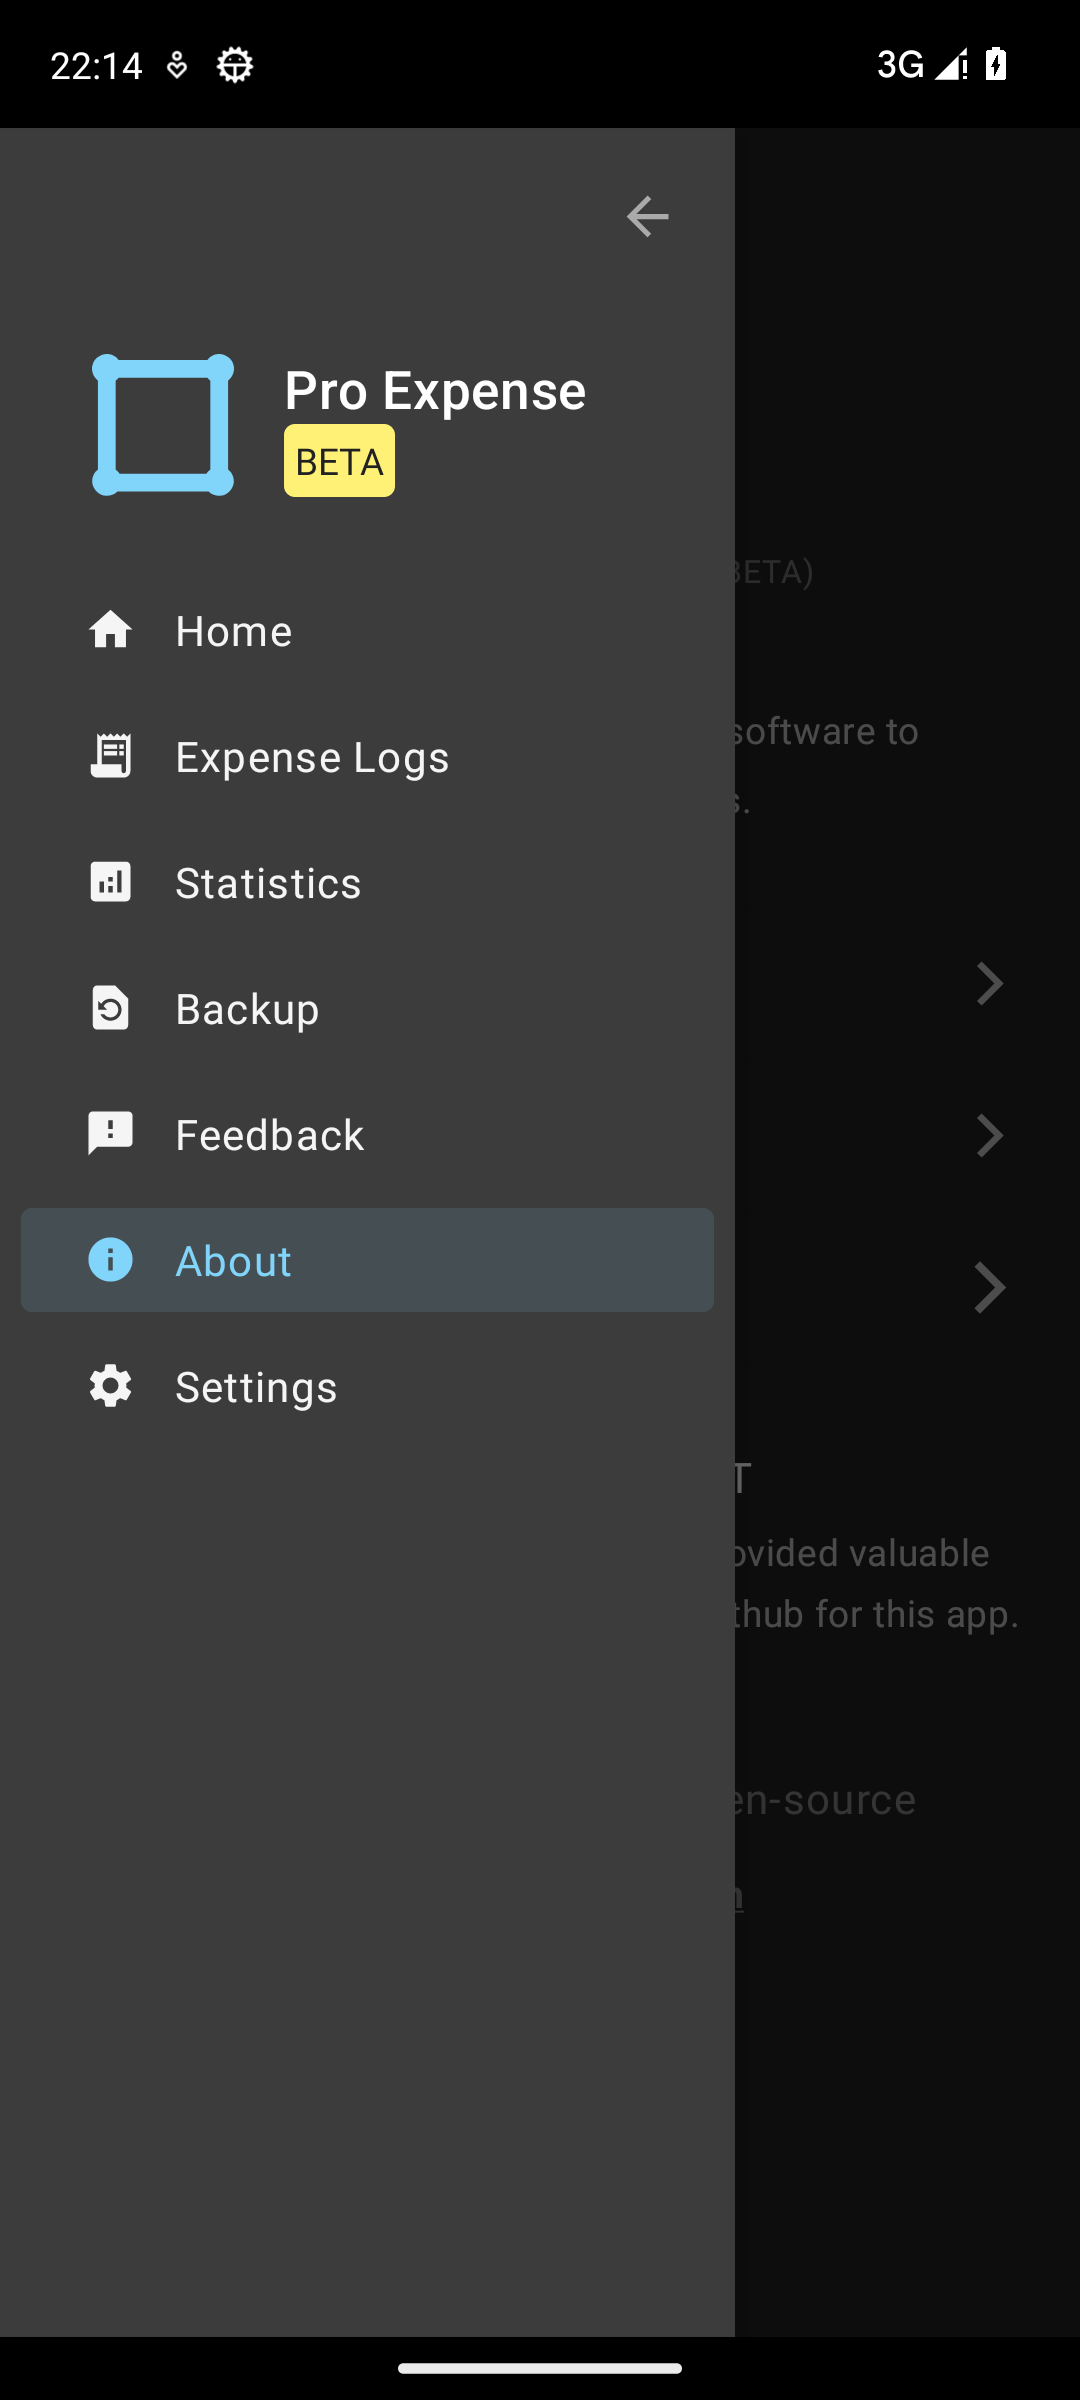 22:14
3G
Pro Expense
BETA
BETA)
Home
software to
Expense Logs
s.
Statistics
Backup
Feedback
About
Settings
T
ovided valuable
thub for this app.
en-source
n